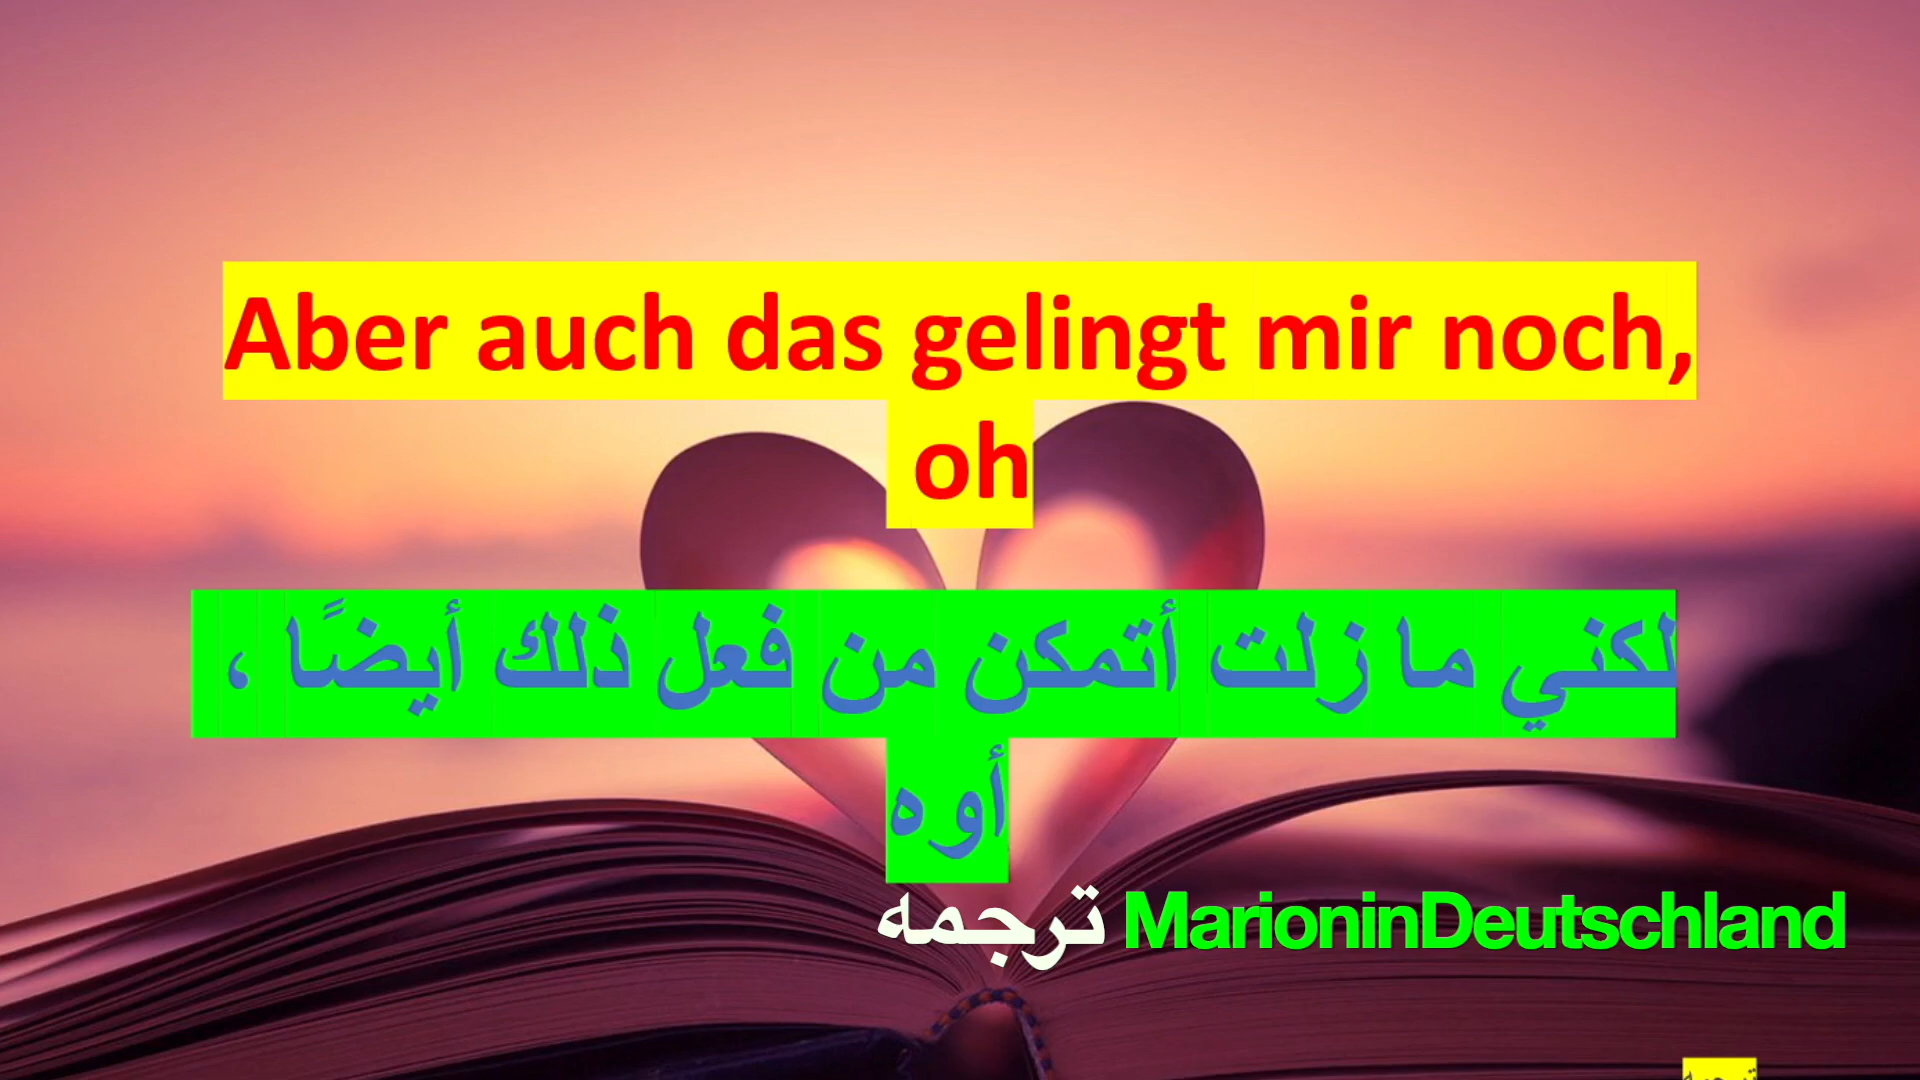 Aber auch das gelingt mir noch,
oh
لكني ما زلت أتمكن من فعل ذلك أيضًا ،
أوه
ترجمه MarioninDeutschland